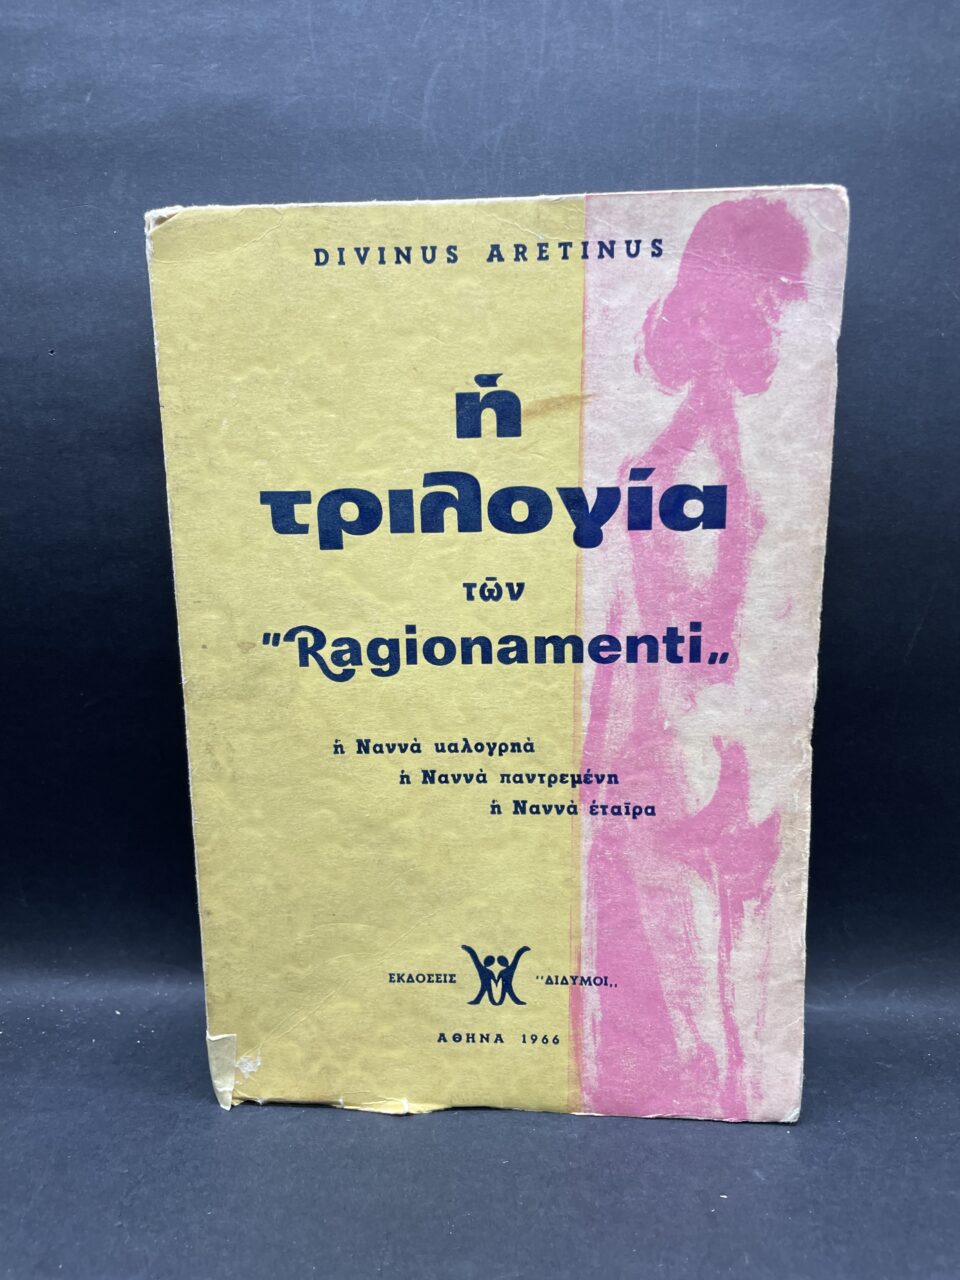 DIVINUS ARETINUS
ἡ
τριλογία
τῶν
"Ragionamenti„
ἡ Ναννὰ καλογρηὰ
ἡ Ναννὰ παντρεμένη
ἡ Ναννὰ ἑταῖρα
ΕΚΔΟΣΕΙΣ "ΔΙΔΥΜΟΙ„
ΑΘΗΝΑ 1966